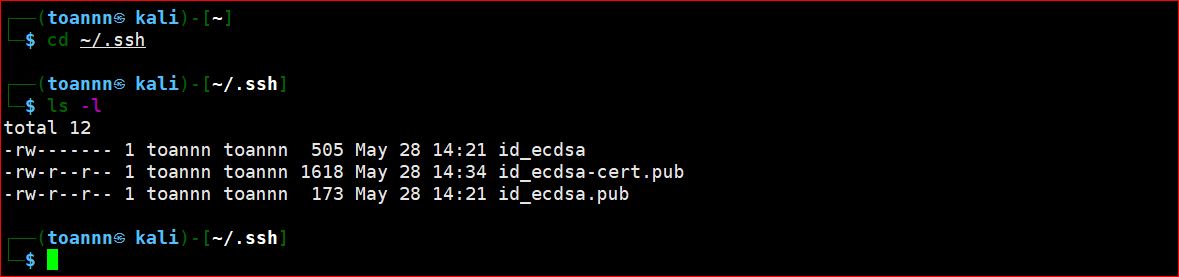 ┌──(toannn㉿ kali)-[~]
└─$ cd ~/.ssh
┌──(toannn㉿ kali)-[~/.ssh]
└─$ ls -l
total 12
-rw------- 1 toannn toannn  505 May 28 14:21 id_ecdsa
-rw-r--r-- 1 toannn toannn 1618 May 28 14:34 id_ecdsa-cert.pub
-rw-r--r-- 1 toannn toannn  173 May 28 14:21 id_ecdsa.pub
┌──(toannn㉿ kali)-[~/.ssh]
└─$